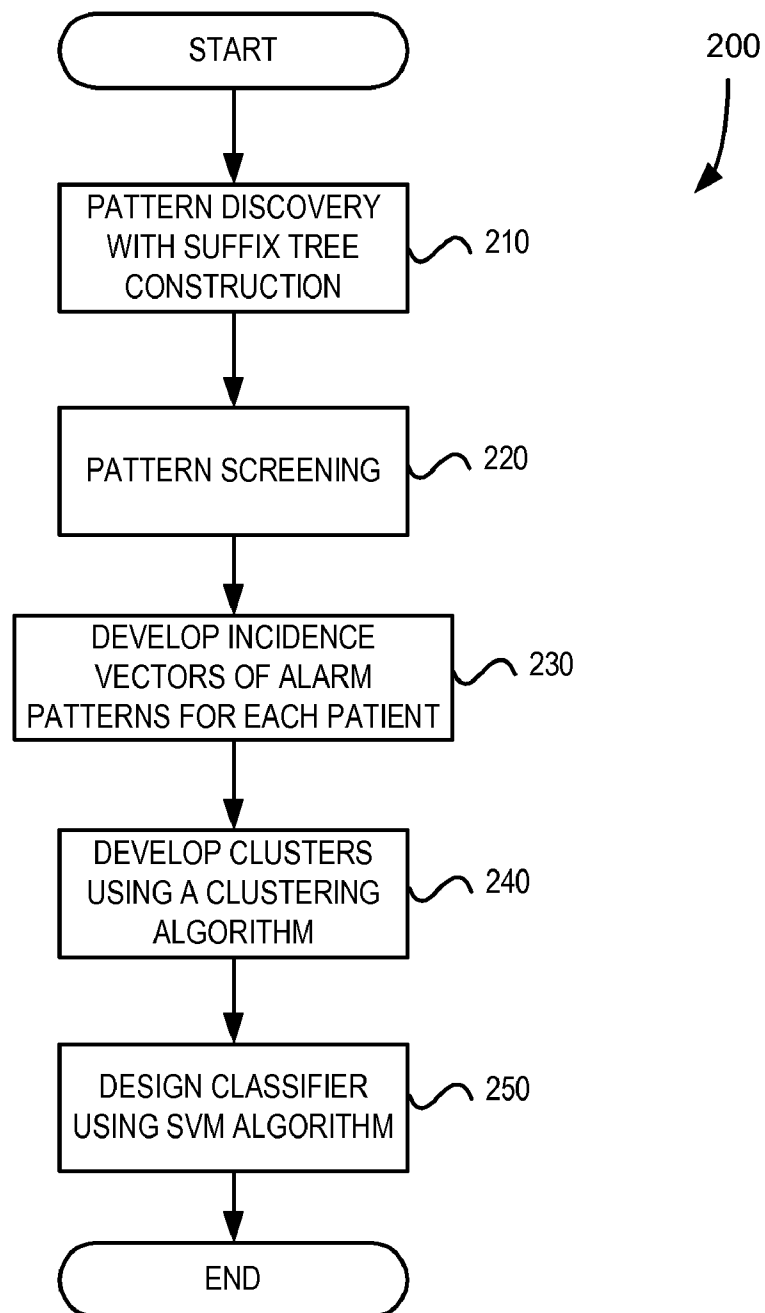 START
200
PATTERN DISCOVERY
WITH SUFFIX TREE
CONSTRUCTION
210
PATTERN SCREENING
220
DEVELOP INCIDENCE
VECTORS OF ALARM
PATTERNS FOR EACH PATIENT
230
DEVELOP CLUSTERS
USING A CLUSTERING
ALGORITHM
240
DESIGN CLASSIFIER
USING SVM ALGORITHM
250
END